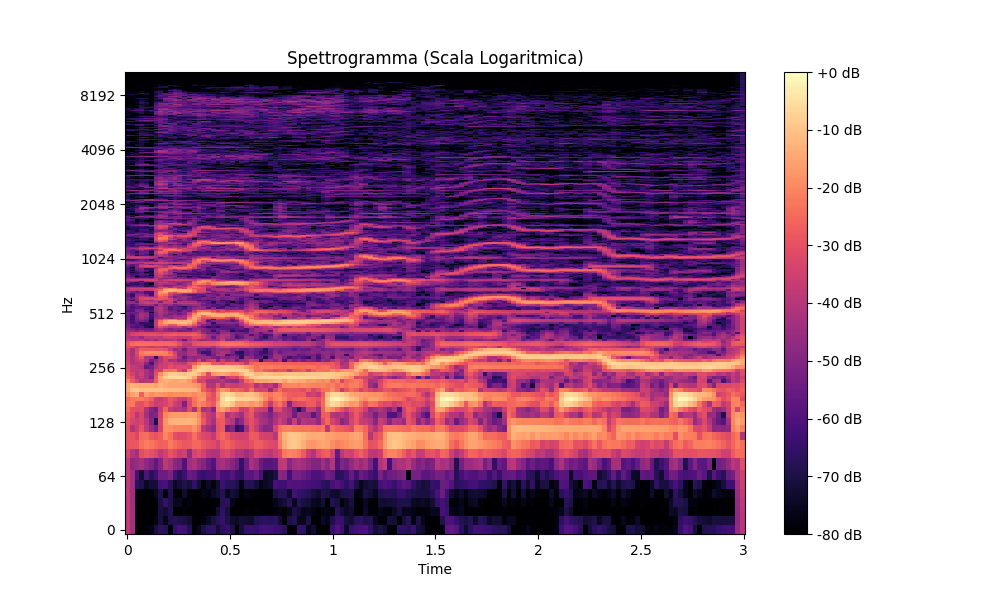 Spettrogramma (Scala Logaritmica)
Hz
8192
4096
2048
1024
512
256
128
64
0
0 0.5 1 1.5 2 2.5 3
Time
+0 dB
-10 dB
-20 dB
-30 dB
-40 dB
-50 dB
-60 dB
-70 dB
-80 dB